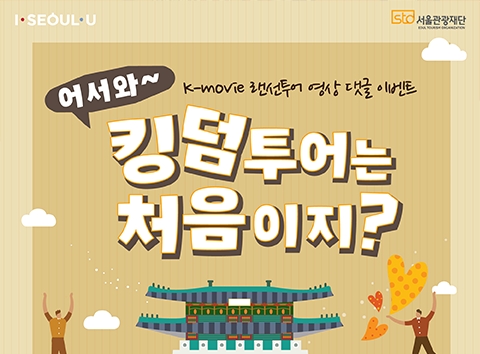 I·SEOUL·U
std 서울관광재단
SEOUL TOURISM ORGANIZATION
어서와~
K-movie 랜선투어 영상 댓글 이벤트
킹덤투어는
처음이지?